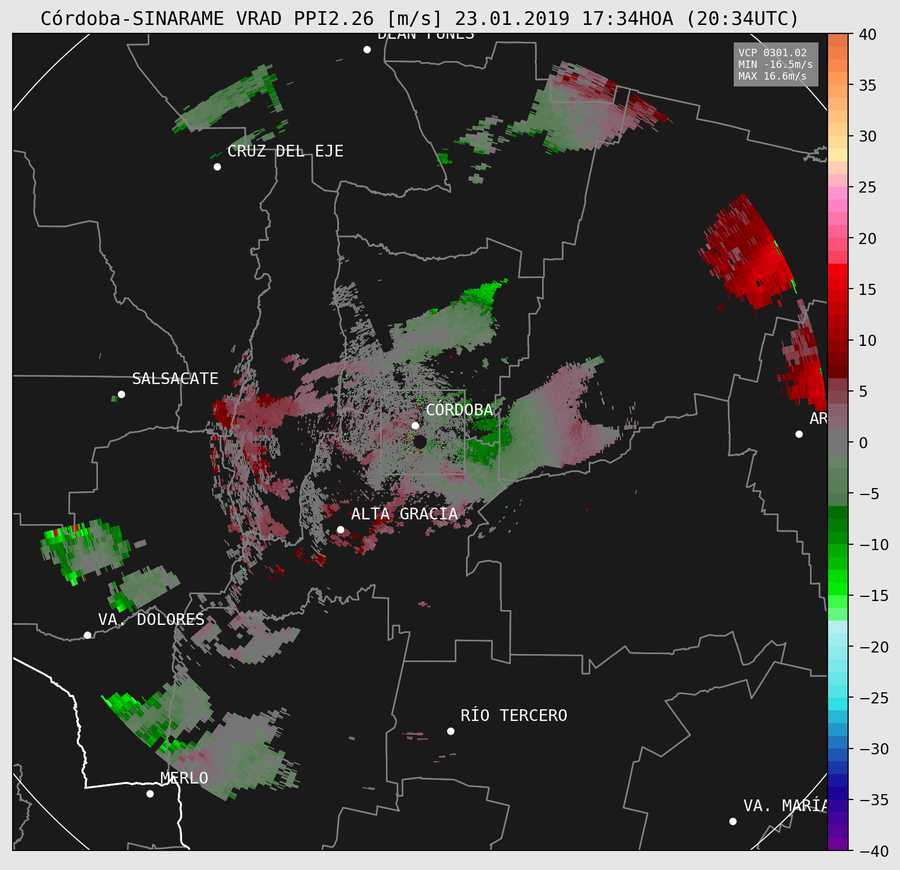 Córdoba-SINARAME VRAD PPI2.26 [m/s] 23.01.2019 17:34HOA (20:34UTC)
DEAN FUNES
VCP 0301.02
MIN -16.5m/s
MAX 16.6m/s
CRUZ DEL EJE
SALSACATE
CÓRDOBA
AR
ALTA GRACIA
VA. DOLORES
RÍO TERCERO
MERLO
VA. MARÍA
40
35
30
25
20
15
10
5
0
−5
−10
−15
−20
−25
−30
−35
−40